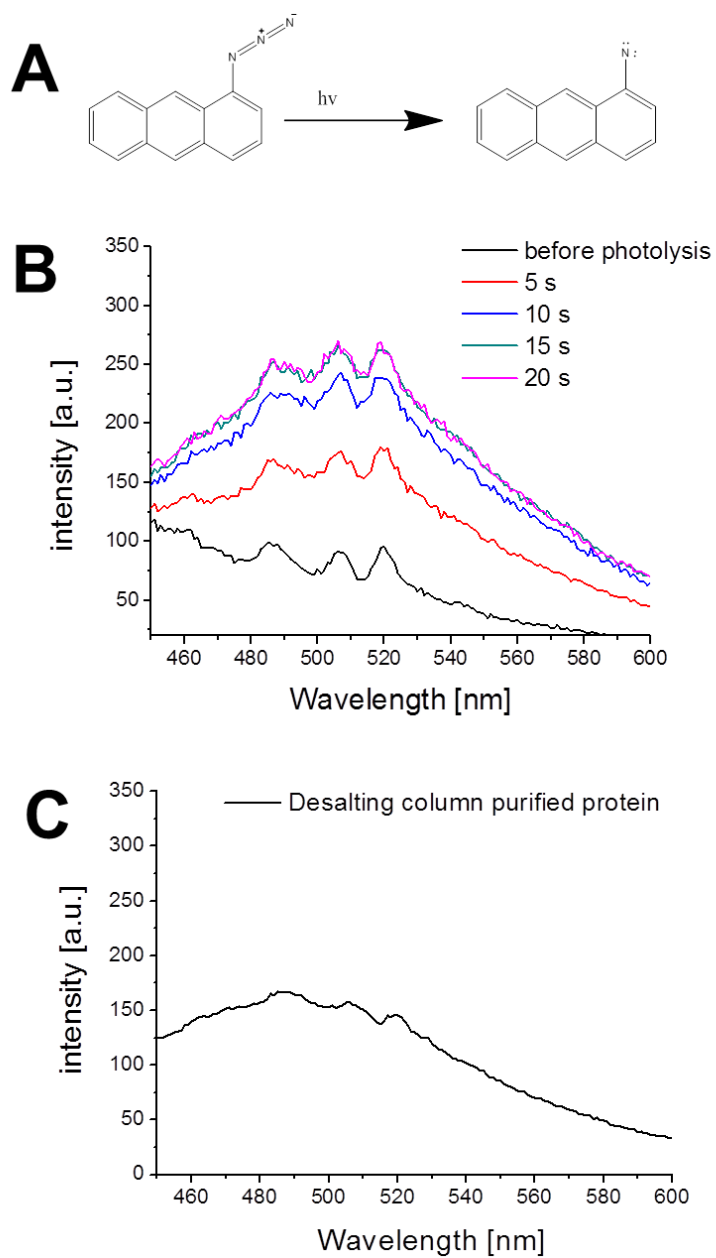 A
N
N
+
N
-
hv
N
B
350
300
250
200
150
100
50
intensity [a.u.]
before photolysis
5 s
10 s
15 s
20 s
460 480 500 520 540 560 580 600
Wavelength [nm]
C
350
300
250
200
150
100
50
0
intensity [a.u.]
Desalting column purified protein
460 480 500 520 540 560 580 600
Wavelength [nm]